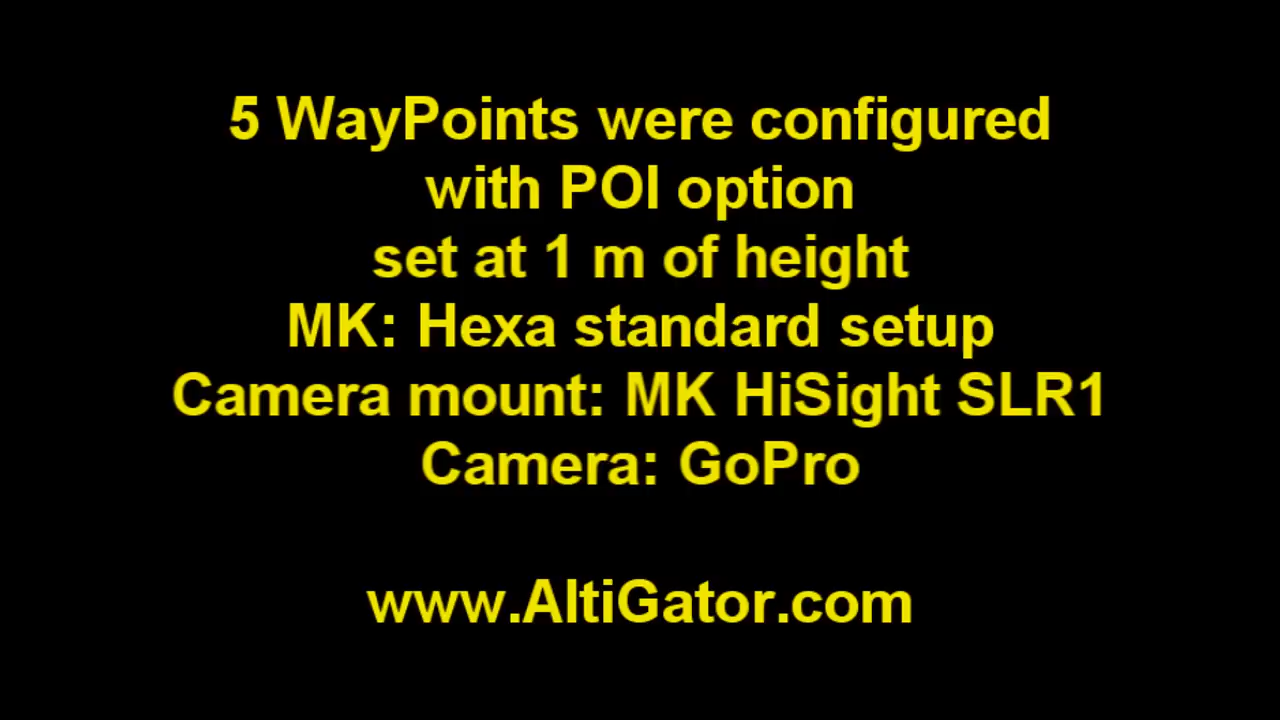 5 WayPoints were configured
with POI option
set at 1 m of height
MK: Hexa standard setup
Camera mount: MK HiSight SLR1
Camera: GoPro
www.AltiGator.com